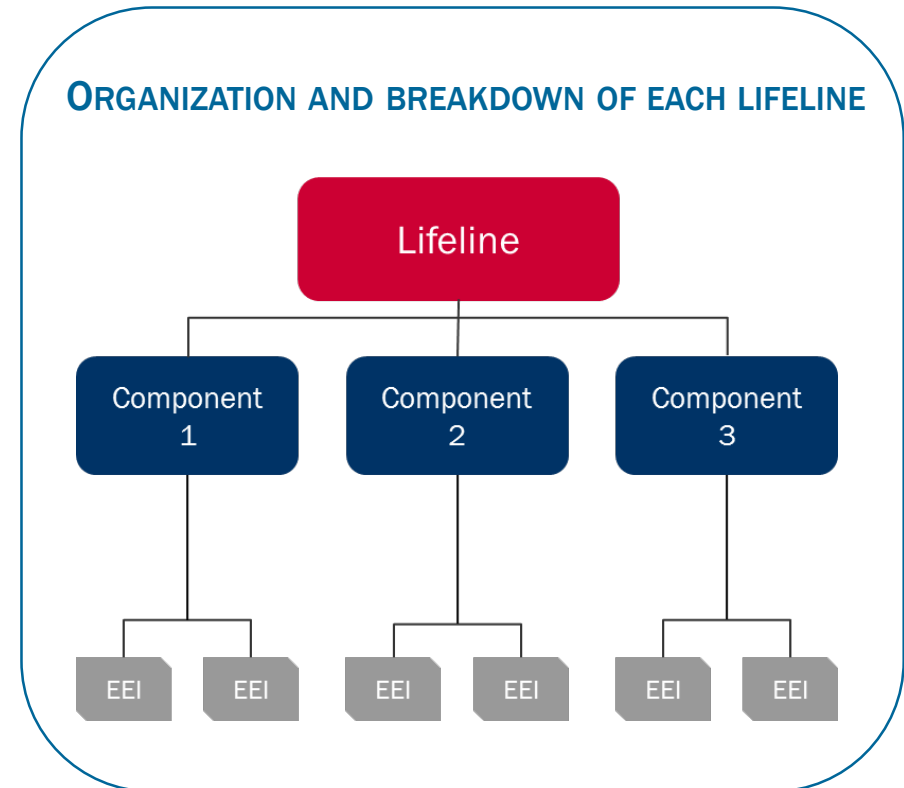 ORGANIZATION AND BREAKDOWN OF EACH LIFELINE
Lifeline
Component
1
Component
2
Component
3
EEI
EEI
EEI
EEI
EEI
EEI